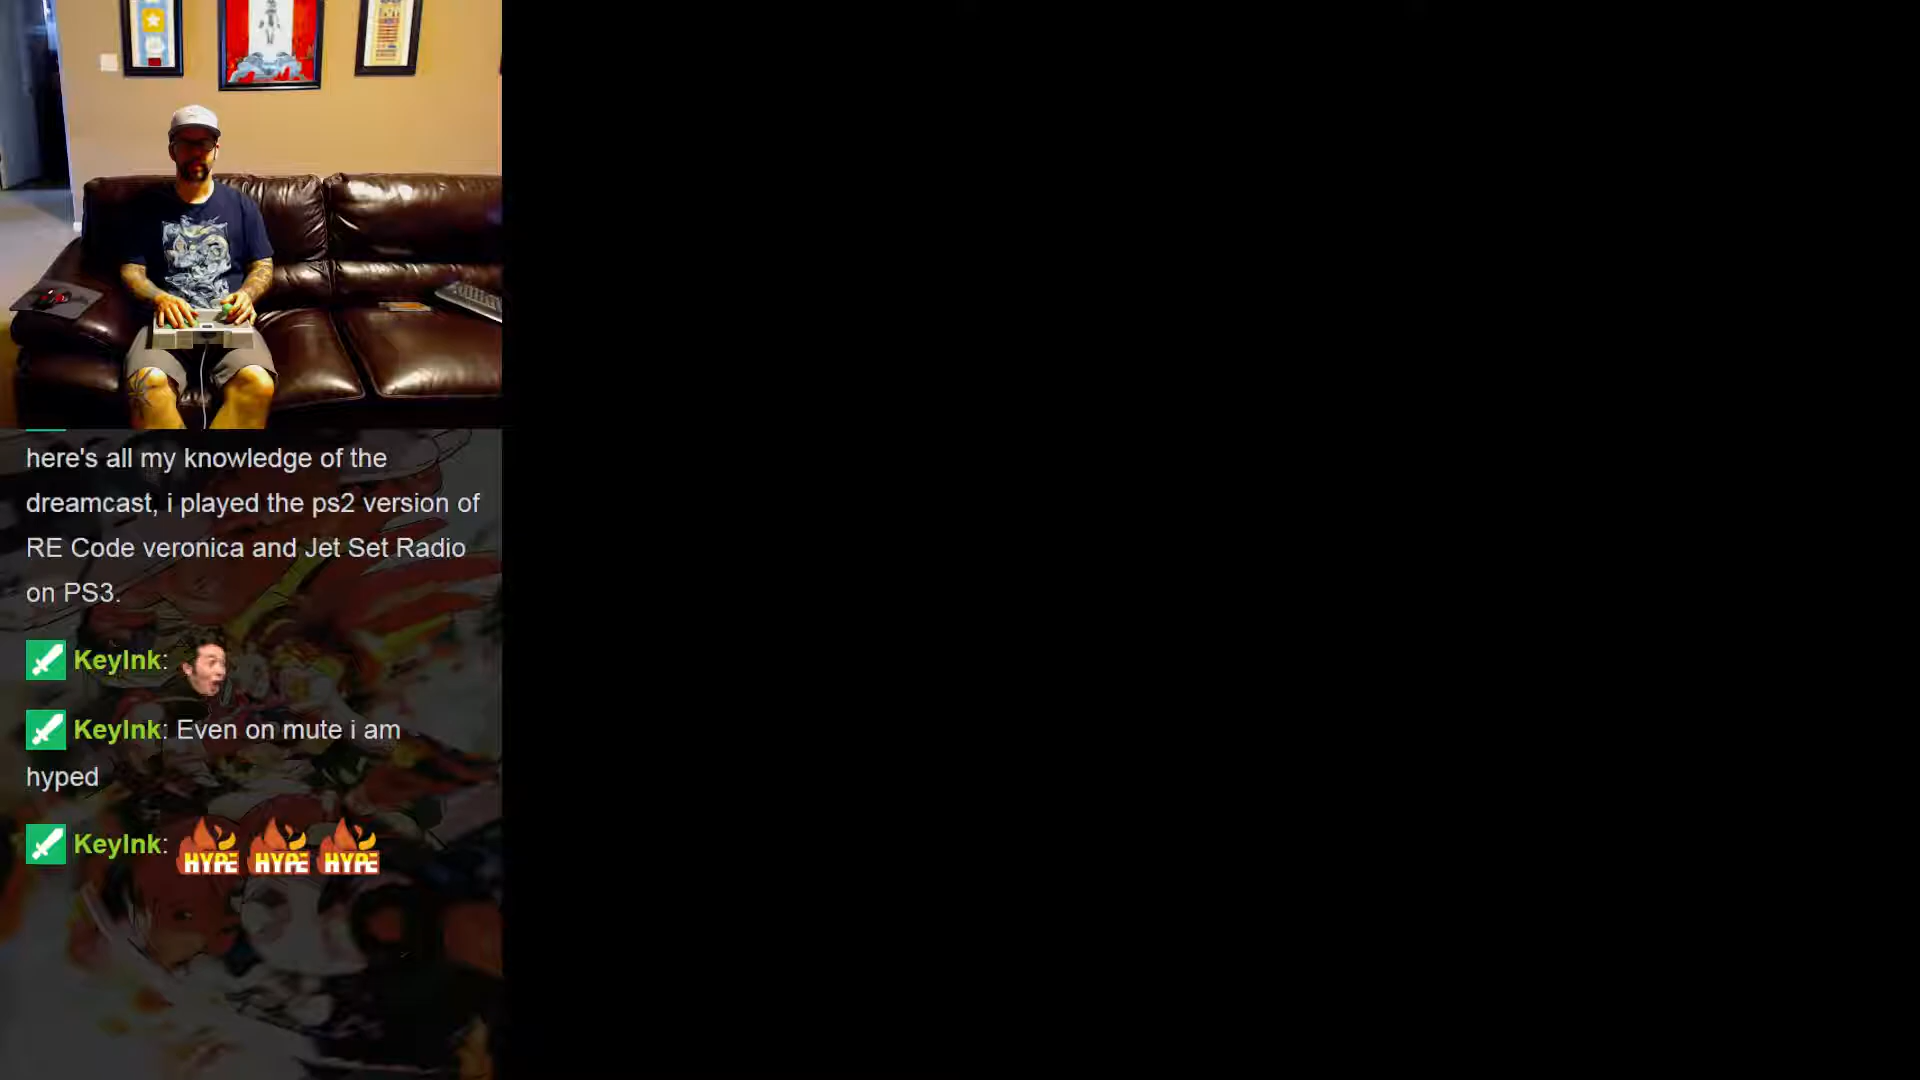 here's all my knowledge of the
dreamcast, i played the ps2 version of
RE Code veronica and Jet Set Radio
on PS3.
KeyInk:
KeyInk: Even on mute i am
hyped
KeyInk: HYPE HYPE HYPE